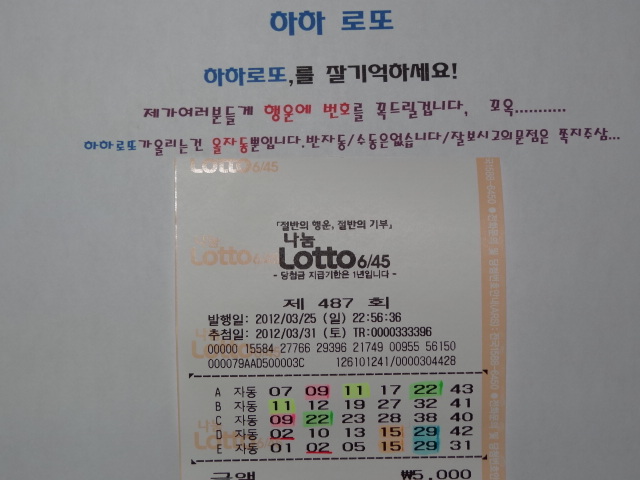 하하 로또
하하로또,를 잘기억하세요!
제가여러분들게 행운에 번호를 꼭드릴겁니다, 꼬옥...........
하하로또가올리는건 올자동뿐입니다.반자동/수동은없습니다/잘보시고의문점은 쪽지주삼...
Lotto 6/45
「절반의 행운, 절반의 기부」
나눔
Lotto 6/45
- 당첨금 지급기한은 1년입니다 -
제 487 회
발행일: 2012/03/25 (일) 22:56:36
추첨일: 2012/03/31 (토) TR:0000333396
00000 15584 27766 29396 21749 00955 56150
000079AAD500003C 126101241/0000304428
A 자동 07 09 11 17 22 43
B 자동 11 12 19 27 32 41
C 자동 09 22 23 28 38 40
D 자동 02 10 13 15 29 42
E 자동 01 02 05 15 29 31
금액 ₩5,000